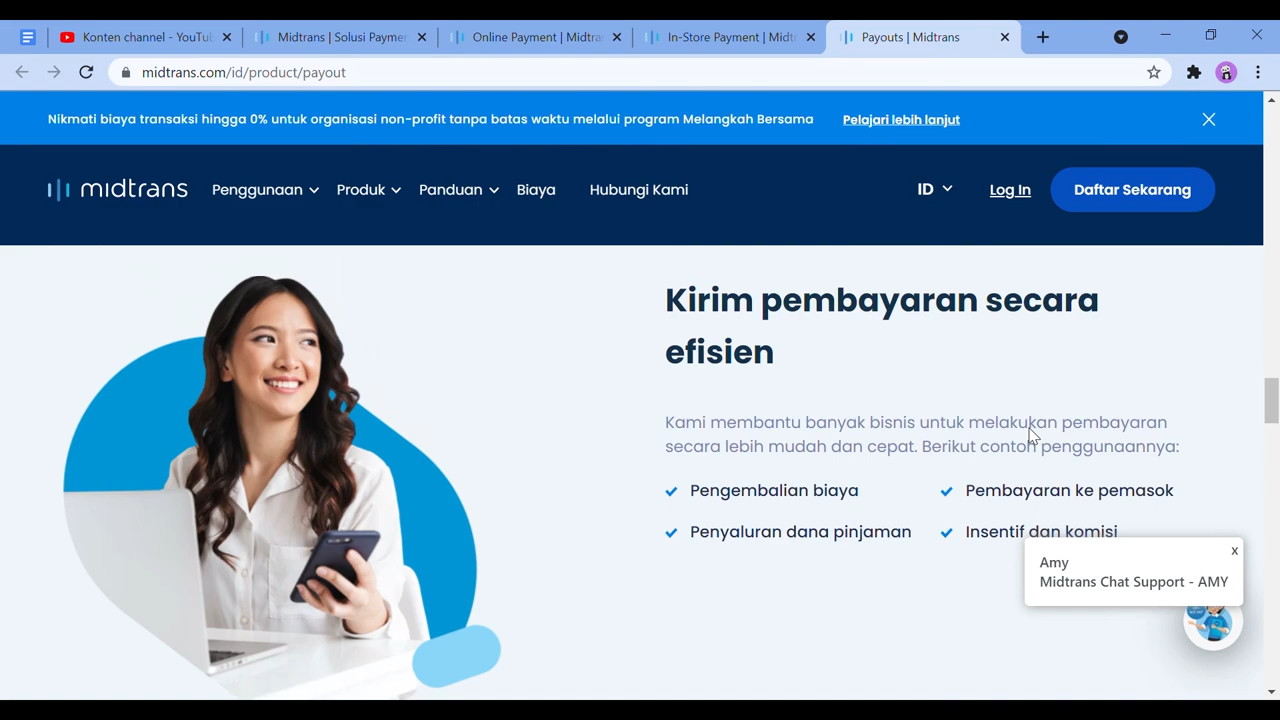 Konten channel - YouTu
Midtrans | Solusi Paymer
Online Payment | Midtra
In-Store Payment | Midt
Payouts | Midtrans
midtrans.com/id/product/payout
Nikmati biaya transaksi hingga 0% untuk organisasi non-profit tanpa batas waktu melalui program Melangkah Bersama
Pelajari lebih lanjut
midtrans
Penggunaan
Produk
Panduan
Biaya
Hubungi Kami
ID
Log In
Daftar Sekarang
Kirim pembayaran secara
efisien
Kami membantu banyak bisnis untuk melakukan pembayaran
secara lebih mudah dan cepat. Berikut contoh penggunaannya:
Pengembalian biaya
Pembayaran ke pemasok
Penyaluran dana pinjaman
Insentif dan komisi
x
Amy
Midtrans Chat Support - AMY